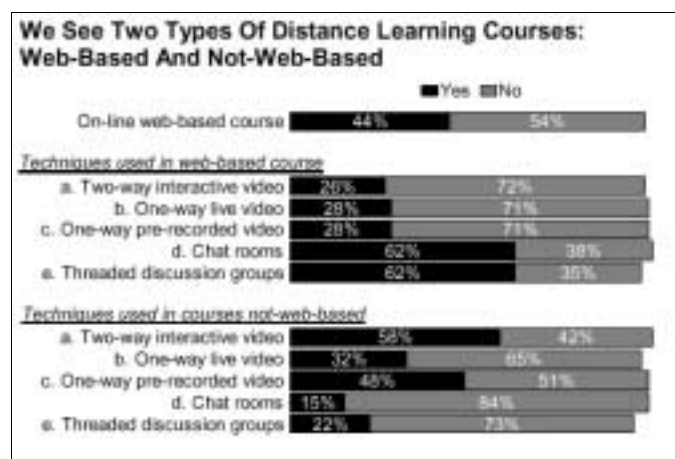 We See Two Types Of Distance Learning Courses:
Web-Based And Not-Web-Based
Yes No
On-line web-based course 44% 54%
Techniques used in web-based course
a. Two-way interactive video 26% 72%
b. One-way live video 28% 71%
c. One-way pre-recorded video 28% 71%
d. Chat rooms 62% 38%
e. Threaded discussion groups 62% 35%
Techniques used in courses not-web-based
a. Two-way interactive video 58% 42%
b. One-way live video 32% 65%
c. One-way pre-recorded video 48% 51%
d. Chat rooms 15% 84%
e. Threaded discussion groups 22% 73%